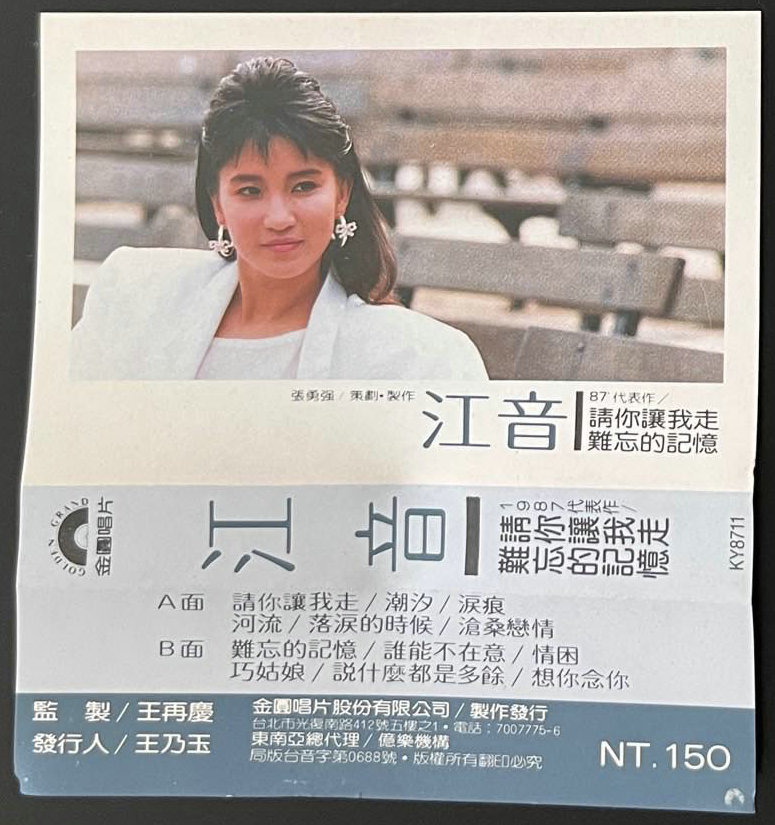 張勇强/策劃•製作
江音
87'代表作/
請你讓我走
難忘的記憶
GOLDEN GRAND
金圓唱片
江音
1987代表作/
請你讓我走
難忘的記憶
KY8711
A面 請你讓我走/潮汐/淚痕
河流/落淚的時候/滄桑戀情
B面 難忘的記憶/誰能不在意/情困
巧姑娘/説什麼都是多餘/想你念你
監 製/王再慶
發行人/王乃玉
金圓唱片股份有限公司/製作發行
台北市光復南路412號五樓之1•電話：7007775-6
東南亞總代理/億樂機構
局版台音字第0688號•版權所有翻印必究
NT.150